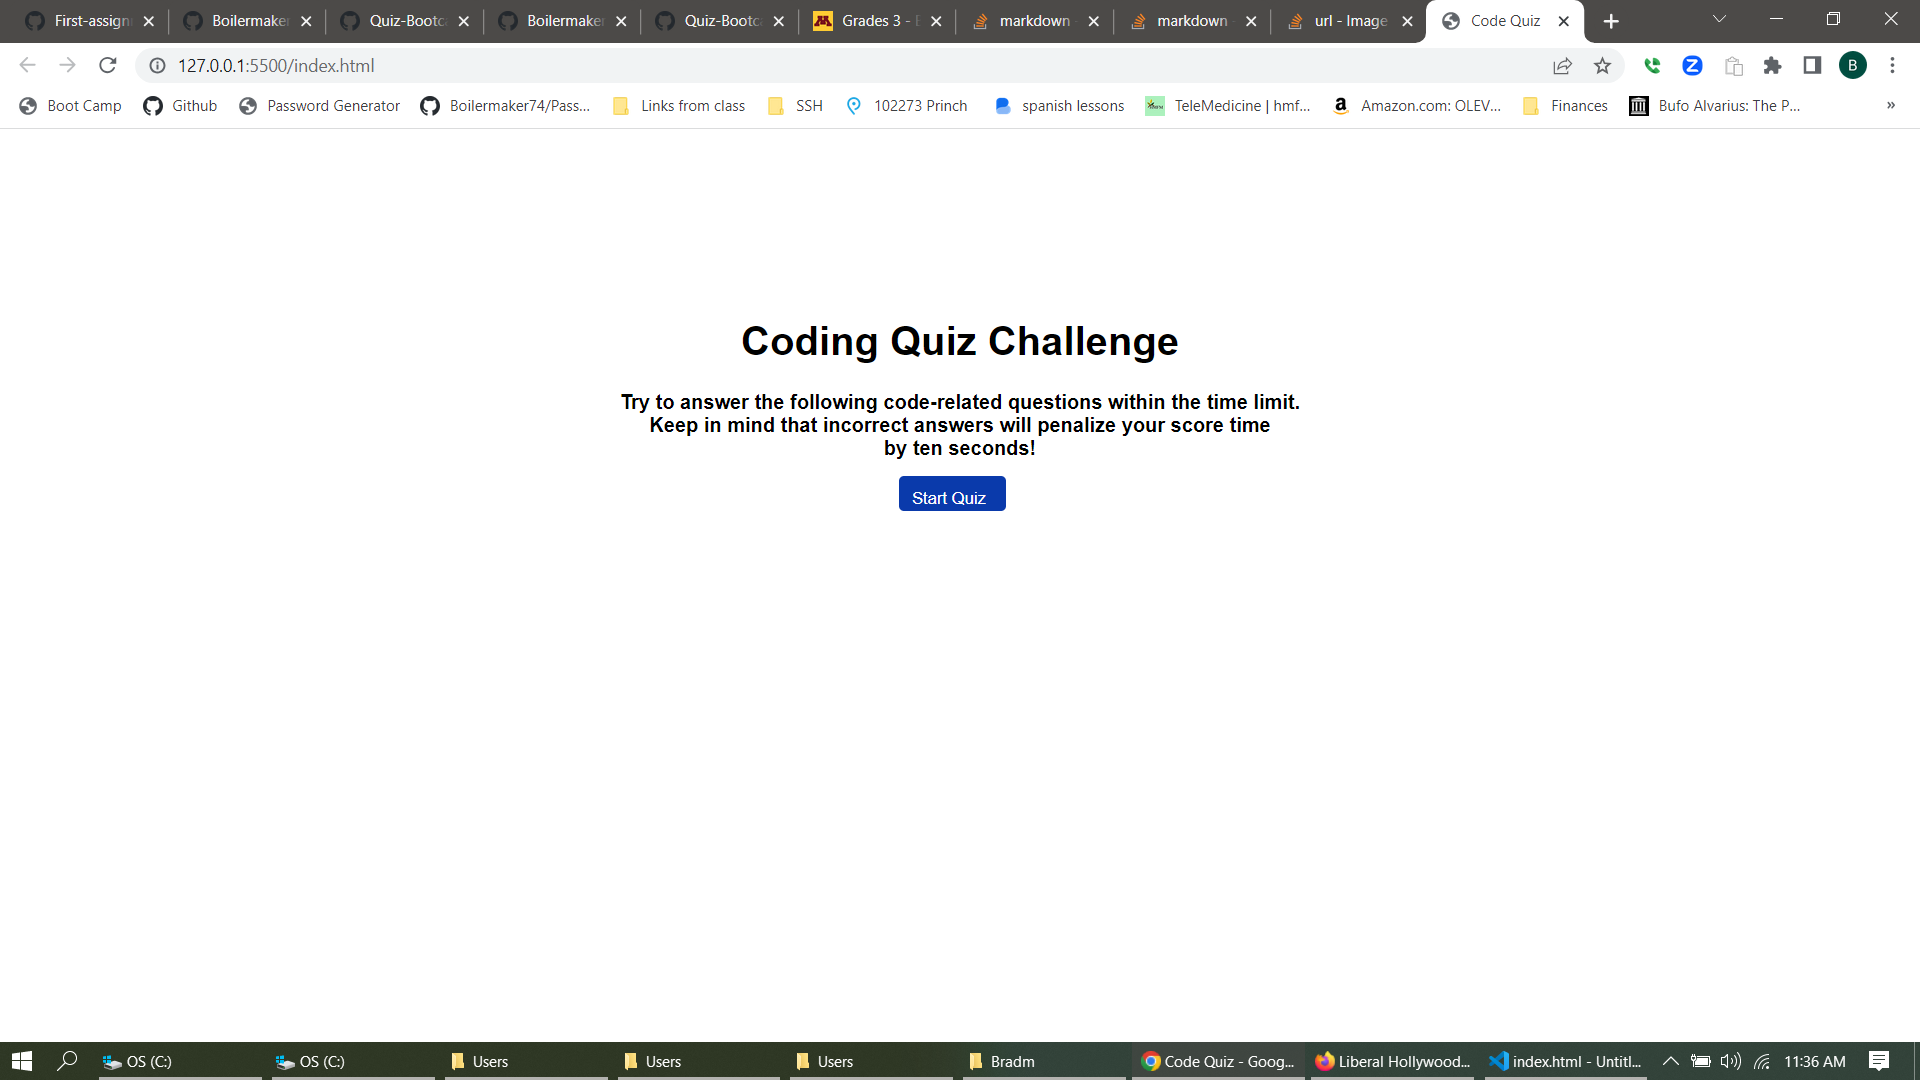 First-assign
Boilermaker
Quiz-Bootca
Boilermaker
Quiz-Bootca
Grades 3 - B
markdown -
markdown -
url - Image
Code Quiz
127.0.0.1:5500/index.html
B
Boot Camp
Github
Password Generator
Boilermaker74/Pass...
Links from class
SSH
102273 Princh
spanish lessons
TeleMedicine | hmf...
Amazon.com: OLEV...
Finances
Bufo Alvarius: The P...
»
Coding Quiz Challenge
Try to answer the following code-related questions within the time limit.
Keep in mind that incorrect answers will penalize your score time
by ten seconds!
Start Quiz
OS (C:)
OS (C:)
Users
Users
Users
Bradm
Code Quiz - Goog...
Liberal Hollywood...
index.html - Untitl...
11:36 AM